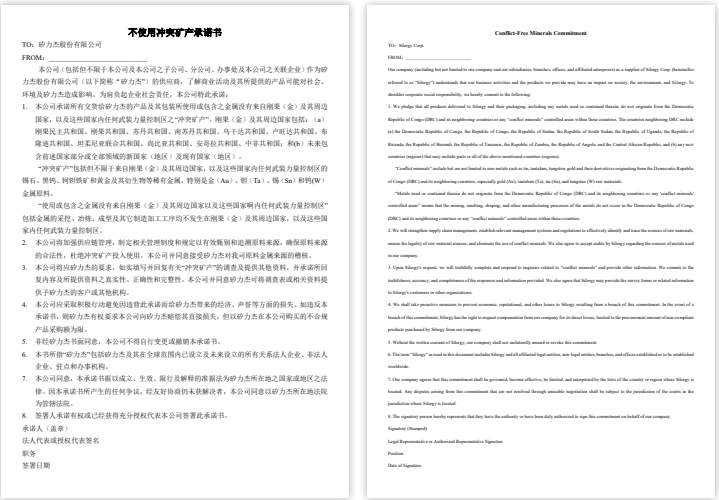 不使用冲突矿产承诺书
TO：矽力杰股份有限公司
FROM:
本公司（包括但不限于本公司及本公司之子公司、分公司、办事处及本公司之关联企业）作为矽
力杰股份有限公司（以下简称“矽力杰”）的供应商，了解商业活动及其所提供的产品可能对社会、
环境及矽力杰造成影响。为肩负起企业社会责任，本公司特此承诺：
1. 本公司承诺所有交货给矽力杰的产品及其包装所使用或包含之金属没有来自刚果（金）及其周边
国家，以及这些国家内任何武装力量控制区之“冲突矿产”。刚果（金）及其周边国家包括：（a）
刚果民主共和国、刚果共和国、苏丹共和国、南苏丹共和国、乌干达共和国、卢旺达共和国、布
隆迪共和国、坦桑尼亚联合共和国、尚比亚共和国、安哥拉共和国、中非共和国；和(b）未来包
含前述国家部分或全部领域的新国家（地区）及现有国家（地区）。
“冲突矿产”包括但不限于来自刚果（金）及其周边国家，以及这些国家内任何武装力量控制区的
锡石、黑钨、钶钽铁矿和黄金及其衍生物等稀有金属，特别是金（Au）、钽（Ta）、锡（Sn）和钨(W）
金属原料。
“使用或包含之金属没有来自刚果（金）及其周边国家以及这些国家啊内任何武装力量控制区”
包括金属的采挖、冶炼、成型及其它制造加工工序均不发生在刚果（金）及其周边国家，以及这些国
家内任何武装力量控制区。
2. 本公司将加强供应链管理，制定相关管理制度和规定以有效甄别和追溯原料来源；确保原料来源
的合法性，杜绝冲突矿产投入使用。本公司并同意接受矽力杰对我司原料金属来源的稽核。
3. 本公司将应矽力杰的要求，如实填写并回复有关“冲突矿产”的调查及提供其他资料，并承诺所回
复内容及所提供资料之真实性、正确性和完整性。本公司并同意矽力杰可将调查表或相关资料提
供予矽力杰的客户或其他机构。
4. 本公司应采取积极行动避免因违背此承诺而给矽力杰带来的经济、声誉等方面的损失。如违反本
承诺书，则矽力杰有权要求本公司向矽力杰赔偿其直接损失，但以矽力杰在本公司购买的不合规
产品采购额为限。
5. 非经矽力杰书面同意，本公司不得自行变更或撤销本承诺书。
6. 本书所指“矽力杰”包括矽力杰及其在全球范围内已设立及未来设立的所有关系法人企业、非法人
企业、驻点和办事机构。
7. 本公司同意，本承诺书据以成立、生效、限行及解释的准据法为矽力杰所在地之国家或地区之法
律。因本承诺书所产生的任何争议，经友好协商仍未获解决者，本公司同意以矽力杰所在地法院
为管辖法院。
8. 签署人承诺有权或已经获得充分授权代表本公司签署此承诺书。
承诺人（盖章）
法人代表或授权代表签名
职务
签署日期
Conflict-Free Minerals Commitment
TO: Silergy Corp.
FROM:
Our company (including but not limited to our company and our subsidiaries, branches, offices, and affiliated enterprises) as a supplier of Silergy Corp. (hereinafter
referred to as "Silergy") understands that our business activities and the products we provide may have an impact on society, the environment, and Silergy. To
shoulder corporate social responsibility, we hereby commit to the following:
1. We pledge that all products delivered to Silergy and their packaging, including any metals used or contained therein, do not originate from the Democratic
Republic of Congo (DRC) and its neighboring countries or any "conflict minerals" controlled areas within these countries. The countries neighboring DRC include
(a) the Democratic Republic of the Congo, the Republic of Congo, the Republic of Sudan, the Republic of South Sudan, the Republic of Uganda, the Republic of
Rwanda, the Republic of Burundi, the Republic of Tanzania, the Republic of Zambia, the Republic of Angola, and the Central African Republic; and (b) any new
countries (regions) that may include parts or all of the above-mentioned countries (regions).
"Conflict minerals" include but are not limited to rare metals such as tin, tantalum, tungsten, gold and their derivatives originating from the Democratic Republic
of Congo (DRC) and its neighboring countries, especially gold (Au), tantalum (Ta), tin (Sn), and tungsten (W) raw materials.
"Metals used or contained therein do not originate from the Democratic Republic of Congo (DRC) and its neighboring countries or any 'conflict minerals'
controlled areas" means that the mining, smelting, shaping, and other manufacturing processes of the metals do not occur in the Democratic Republic of Congo
(DRC) and its neighboring countries or any "conflict minerals" controlled areas within these countries.
2. We will strengthen supply chain management, establish relevant management systems and regulations to effectively identify and trace the sources of raw materials,
ensure the legality of raw material sources, and eliminate the use of conflict minerals. We also agree to accept audits by Silergy regarding the sources of metals used
in our company.
3. Upon Silergy's request, we will truthfully complete and respond to inquiries related to "conflict minerals" and provide other information. We commit to the
truthfulness, accuracy, and completeness of the responses and information provided. We also agree that Silergy may provide the survey forms or related information
to Silergy's customers or other organizations.
4. We shall take proactive measures to prevent economic, reputational, and other losses to Silergy resulting from a breach of this commitment. In the event of a
breach of this commitment, Silergy has the right to request compensation from our company for its direct losses, limited to the procurement amount of non-compliant
products purchased by Silergy from our company.
5. Without the written consent of Silergy, our company shall not unilaterally amend or revoke this commitment.
6. The term "Silergy" as used in this document includes Silergy and all affiliated legal entities, non-legal entities, branches, and offices established or to be established
worldwide.
7. Our company agrees that this commitment shall be governed, become effective, be limited, and interpreted by the laws of the country or region where Silergy is
located. Any disputes arising from this commitment that are not resolved through amicable negotiation shall be subject to the jurisdiction of the courts in the
jurisdiction where Silergy is located.
8. The signatory person hereby represents that they have the authority or have been duly authorized to sign this commitment on behalf of our company.
Signatory (Stamped)
Legal Representative or Authorized Representative Signature
Position
Date of Signature